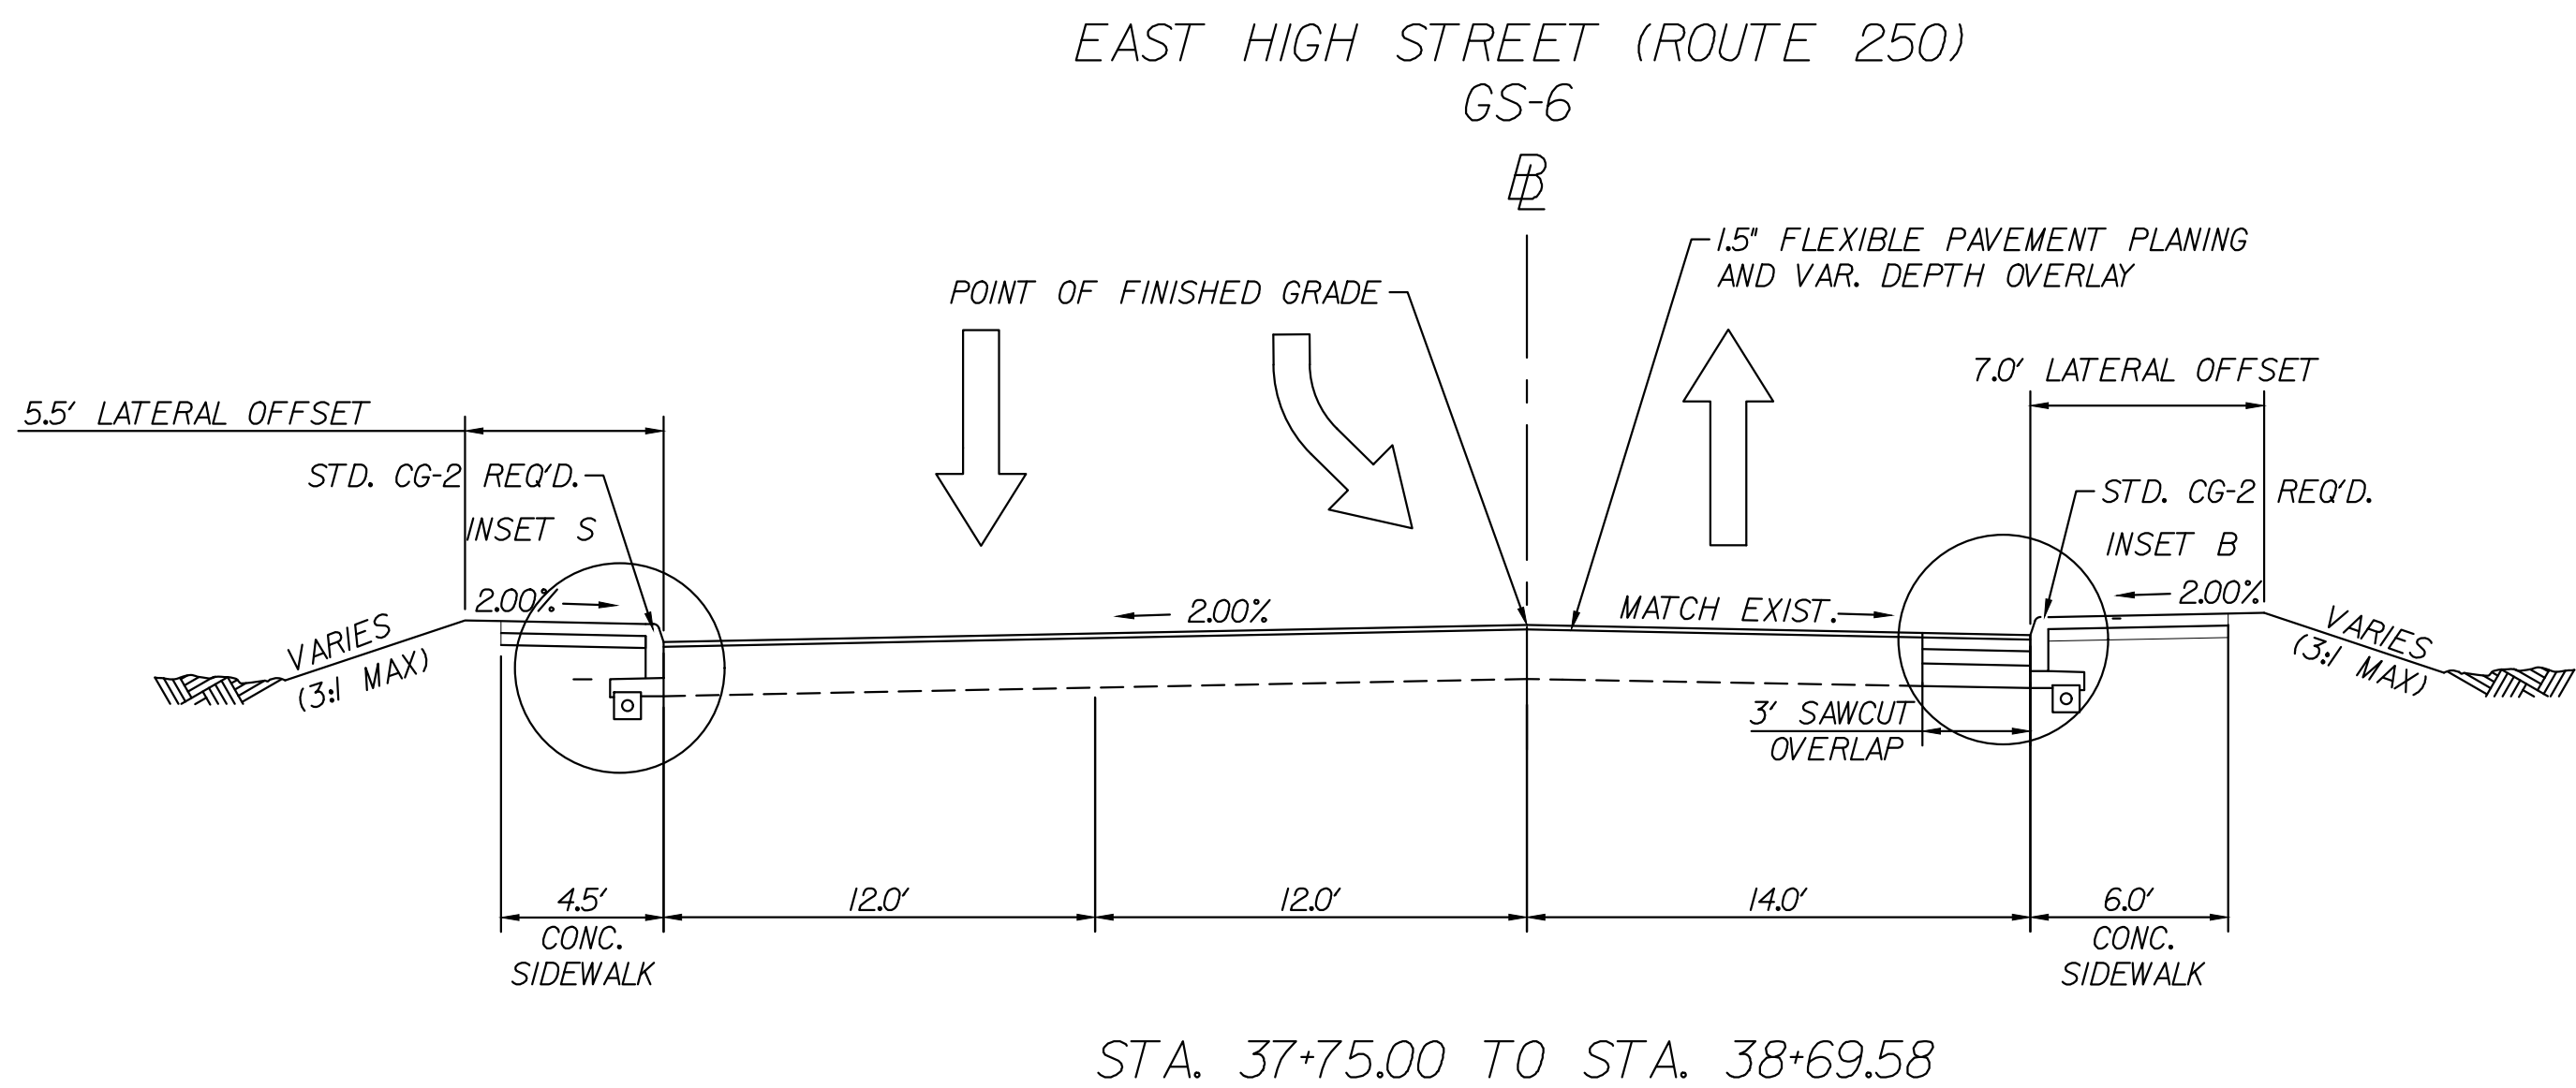 EAST HIGH STREET (ROUTE 250)
GS-6
BL
1.5" FLEXIBLE PAVEMENT PLANING
AND VAR. DEPTH OVERLAY
POINT OF FINISHED GRADE
7.0' LATERAL OFFSET
5.5' LATERAL OFFSET
STD. CG-2 REQ'D.
INSET S
STD. CG-2 REQ'D.
INSET B
2.00%
2.00%
MATCH EXIST.
2.00%
VARIES
(3:1 MAX)
VARIES
(3:1 MAX)
3' SAWCUT
OVERLAP
4.5'
12.0'
12.0'
14.0'
6.0'
CONC.
SIDEWALK
CONC.
SIDEWALK
STA. 37+75.00 TO STA. 38+69.58